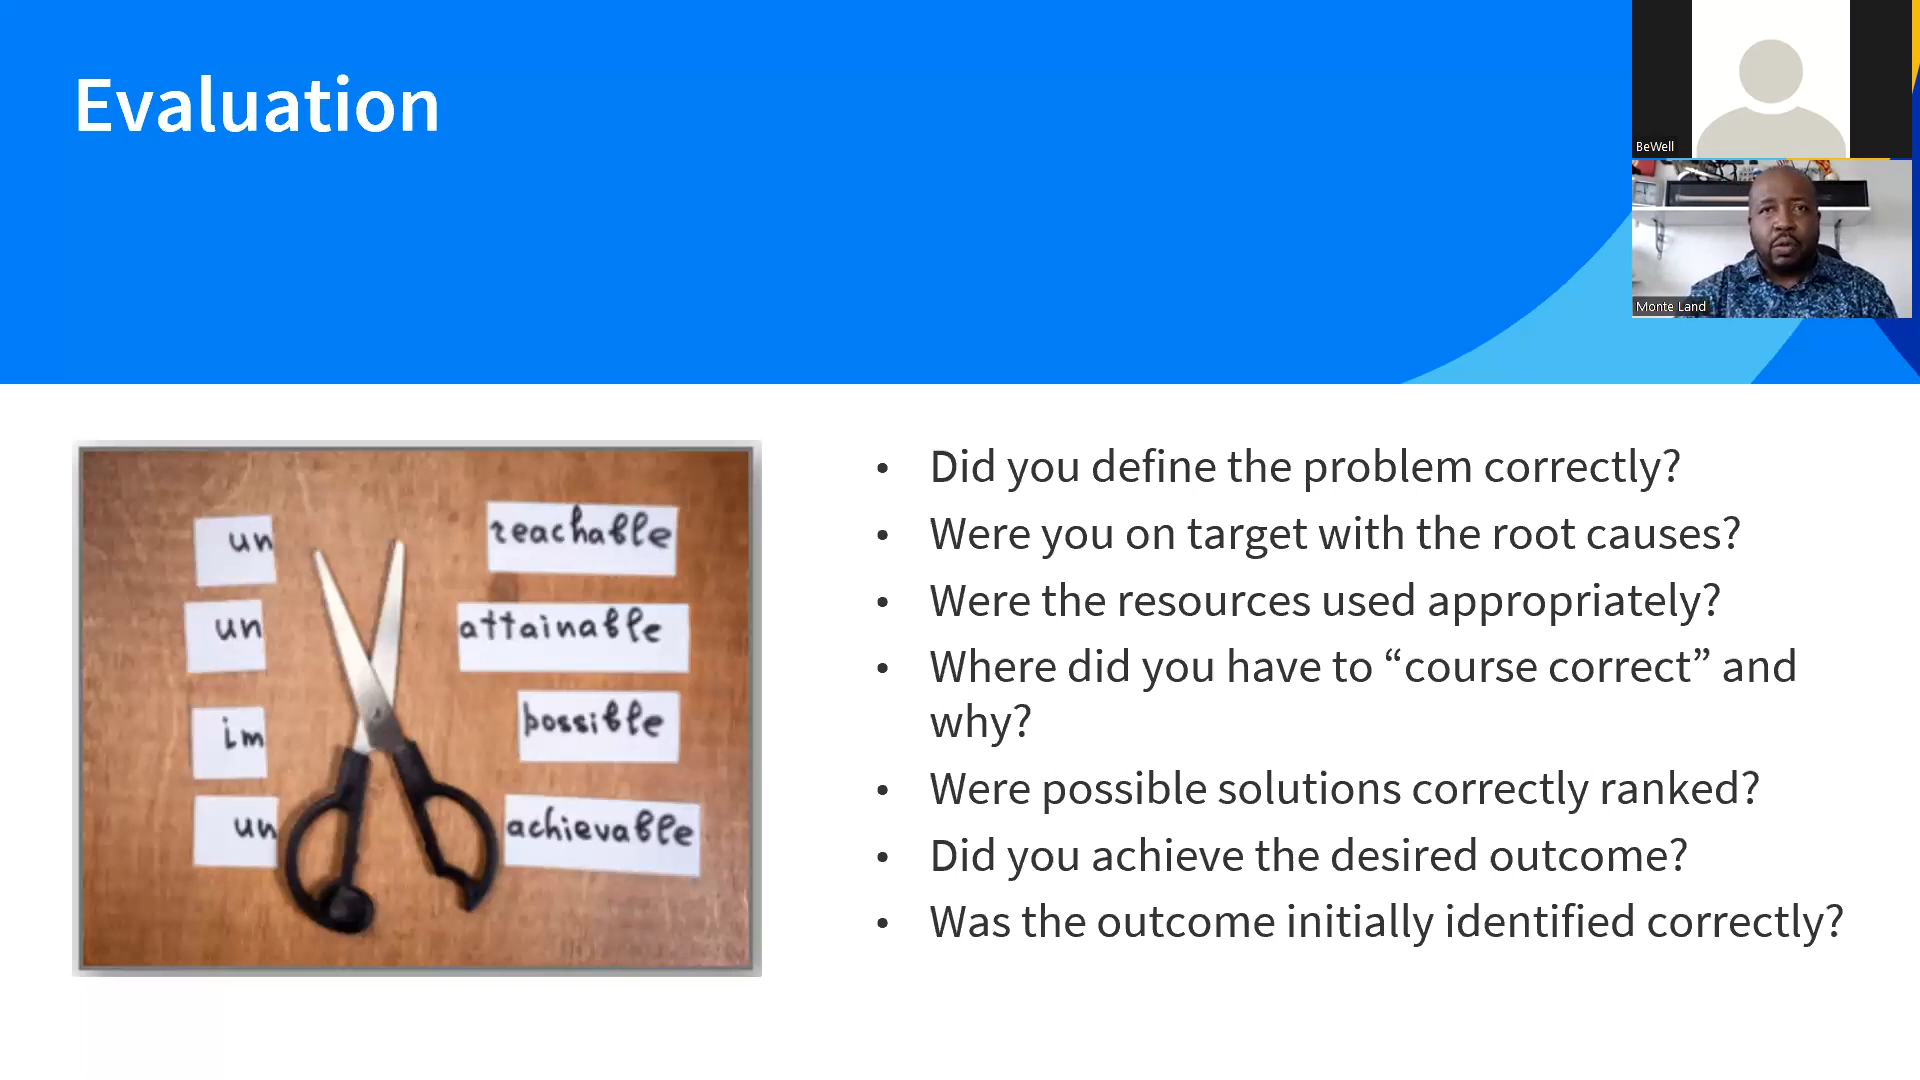 Evaluation
BeWell
Monte Land
un
reachable
un
attainable
im
possible
un
achievable
• Did you define the problem correctly?
• Were you on target with the root causes?
• Were the resources used appropriately?
• Where did you have to “course correct” and
why?
• Were possible solutions correctly ranked?
• Did you achieve the desired outcome?
• Was the outcome initially identified correctly?